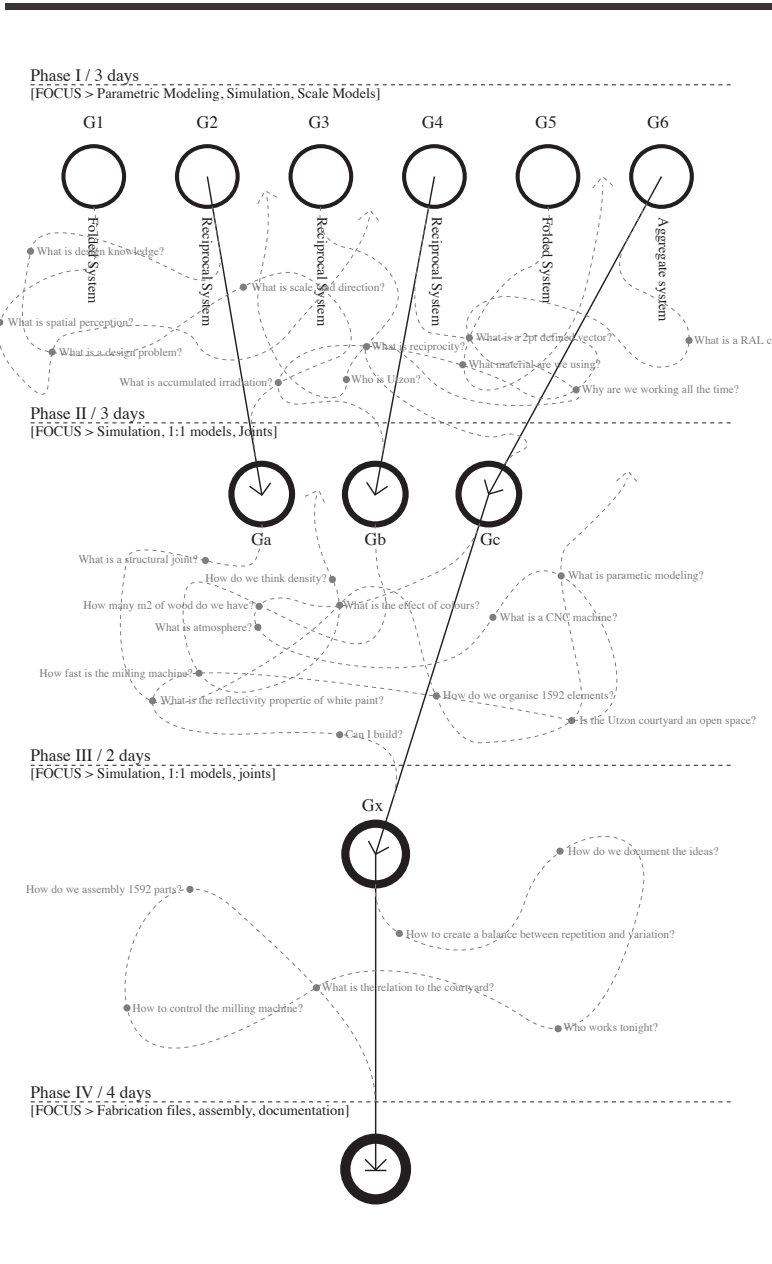 Phase I / 3 days
[FOCUS > Parametric Modeling, Simulation, Scale Models]
G1
G2
G3
G4
G5
G6
Folded System
Reciprocal System
Reciprocal System
Reciprocal System
Folded System
Aggregate system
What is design knowledge?
What is scale and direction?
What is spatial perception?
What is a 2pt defined vector?
What is a RAL c
What is reciprocity?
What is a design problem?
What material are we using?
What is accumulated irradiation?
Who is Utzon?
Why are we working all the time?
Phase II / 3 days
[FOCUS > Simulation, 1:1 models, Joints]
Ga
Gb
Gc
What is a structural joint?
How do we think density?
What is parametic modeling?
How many m2 of wood do we have?
What is the effect of colours?
What is a CNC machine?
What is atmosphere?
How fast is the milling machine?
How do we organise 1592 elements?
What is the reflectivity propertie of white paint?
Is the Utzon courtyard an open space?
Can I build?
Phase III / 2 days
[FOCUS > Simulation, 1:1 models, joints]
Gx
How do we document the ideas?
How do we assembly 1592 parts?
How to create a balance between repetition and variation?
What is the relation to the courtyard?
How to control the milling machine?
Who works tonight?
Phase IV / 4 days
[FOCUS > Fabrication files, assembly, documentation]